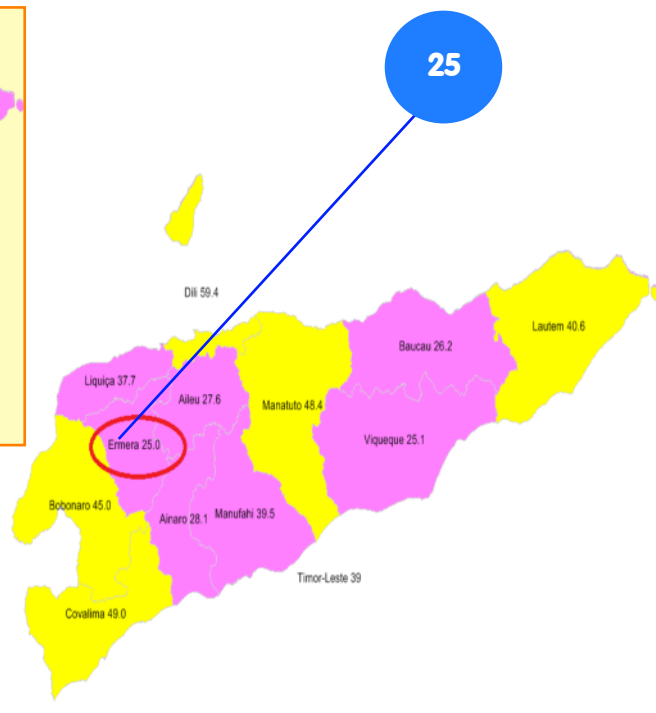 25
Dili 59.4
Lautem 40.6
Baucau 26.2
Liquiça 37.7
Aileu 27.6
Manatuto 48.4
Viqueque 25.1
Ermera 25.0
Bobonaro 45.0
Ainaro 28.1
Manufahi 39.5
Timor-Leste 39
Covalima 49.0